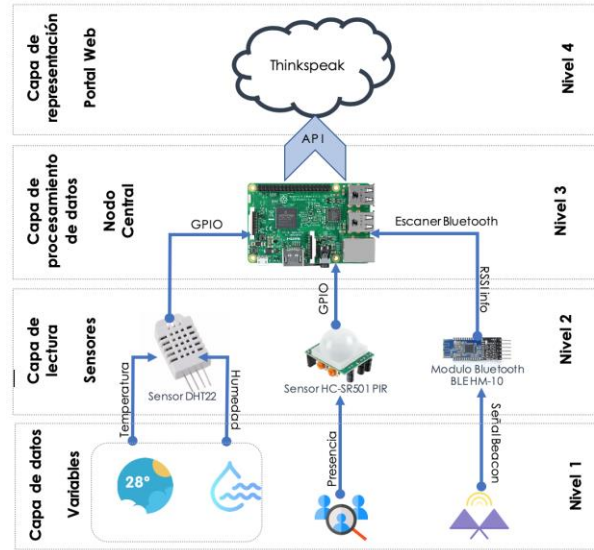 Capa de
representación
Portal Web
Thinkspeak
Nivel 4
API
Capa de
procesamiento
de datos
Nodo
Central
GPIO
Escaner Bluetooth
Nivel 3
GPIO
RSSI info
Capa de
lectura
Sensores
Sensor DHT22
Sensor HC-SR501 PIR
Modulo Bluetooth
BLE HM-10
Nivel 2
Temperatura
Humedad
Presencia
Señal Beacon
Capa de datos
Variables
28°
Nivel 1